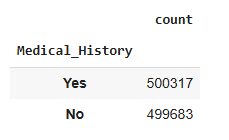 count
Medical_History
Yes 500317
No 499683